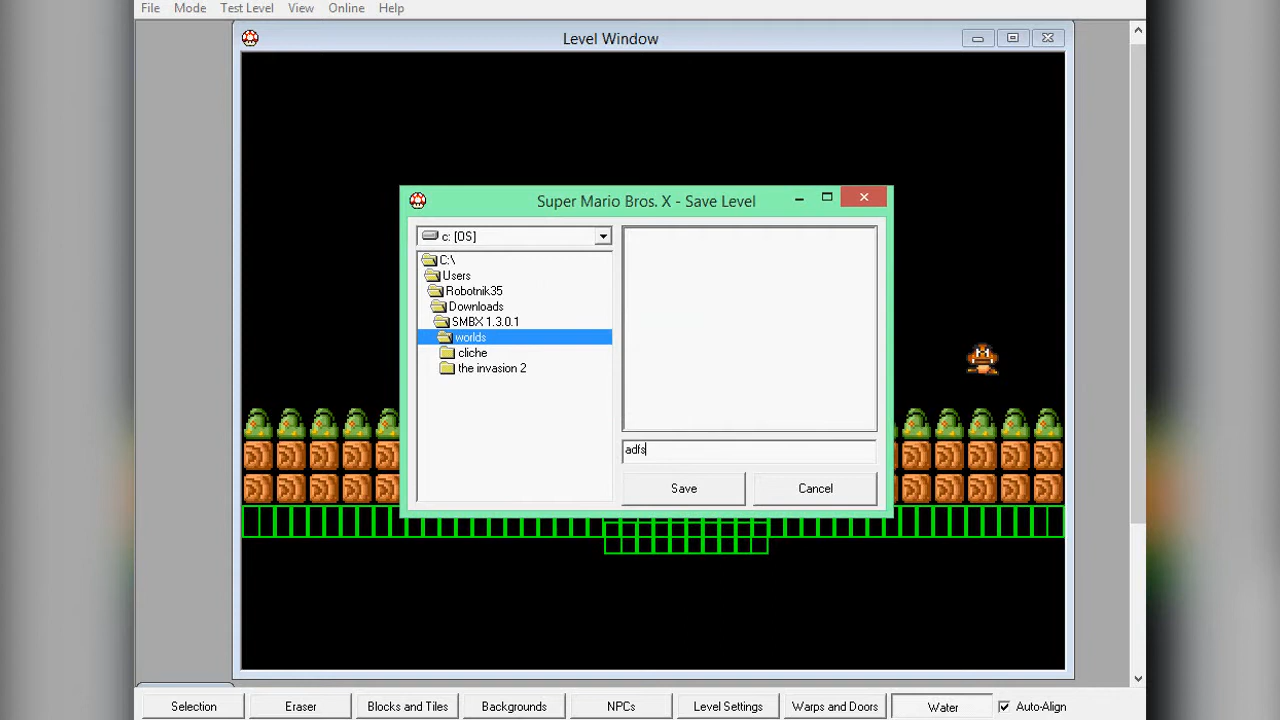 File Mode Test Level View Online Help
Level Window
Super Mario Bros. X - Save Level
c: [OS]
C:\
Users
Robotnik35
Downloads
SMBX 1.3.0.1
worlds
cliche
the invasion 2
adfs
Save Cancel
Selection Eraser Blocks and Tiles Backgrounds NPCs Level Settings Warps and Doors Water Auto-Align